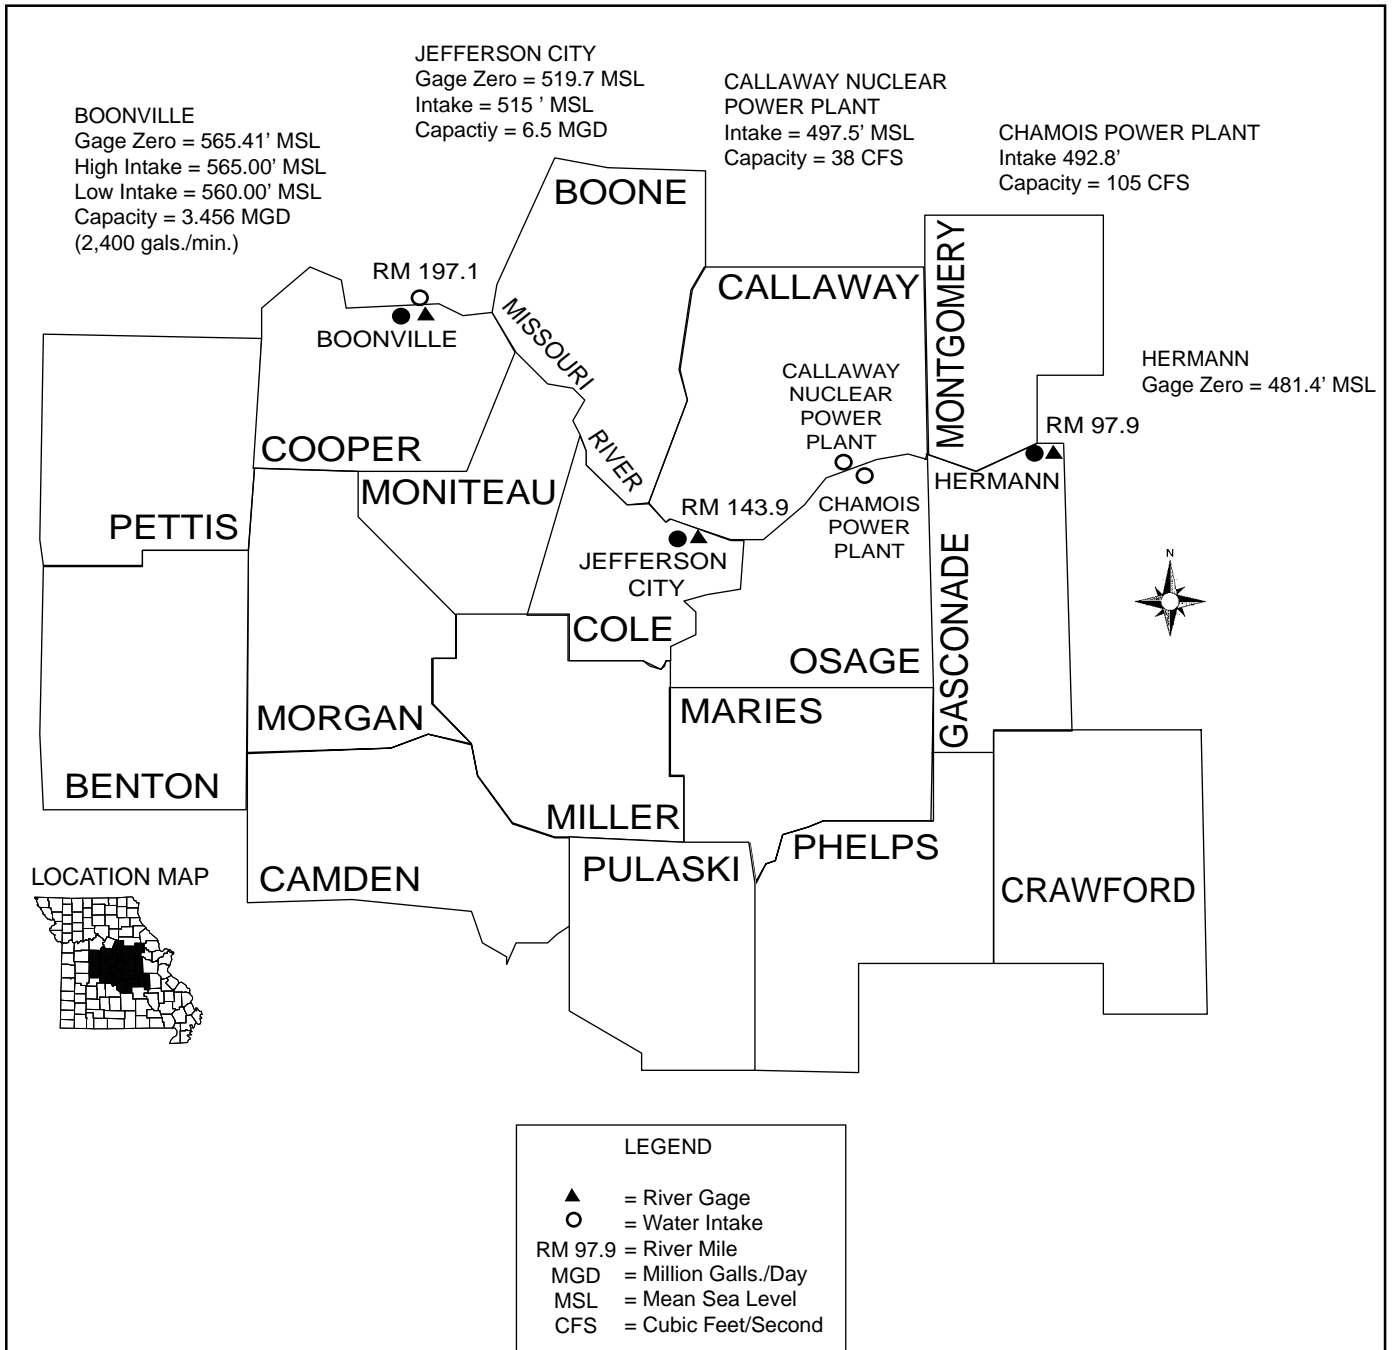 JEFFERSON CITY
Gage Zero = 519.7 MSL
Intake = 515 ' MSL
Capactiy = 6.5 MGD
CALLAWAY NUCLEAR
POWER PLANT
Intake = 497.5' MSL
Capacity = 38 CFS
BOONVILLE
Gage Zero = 565.41' MSL
High Intake = 565.00' MSL
Low Intake = 560.00' MSL
Capacity = 3.456 MGD
(2,400 gals./min.)
CHAMOIS POWER PLANT
Intake 492.8'
Capacity = 105 CFS
BOONE
RM 197.1
BOONVILLE
MISSOURI
RIVER
CALLAWAY
MONTGOMERY
HERMANN
Gage Zero = 481.4' MSL
CALLAWAY
NUCLEAR
POWER
PLANT
RM 97.9
HERMANN
COOPER
MONITEAU
PETTIS
RM 143.9
CHAMOIS
POWER
PLANT
JEFFERSON
CITY
N
COLE
OSAGE
GASCONADE
MORGAN
MARIES
BENTON
MILLER
PHELPS
CAMDEN
PULASKI
CRAWFORD
LOCATION MAP
LEGEND
= River Gage
= Water Intake
RM 97.9 = River Mile
MGD = Million Galls./Day
MSL = Mean Sea Level
CFS = Cubic Feet/Second